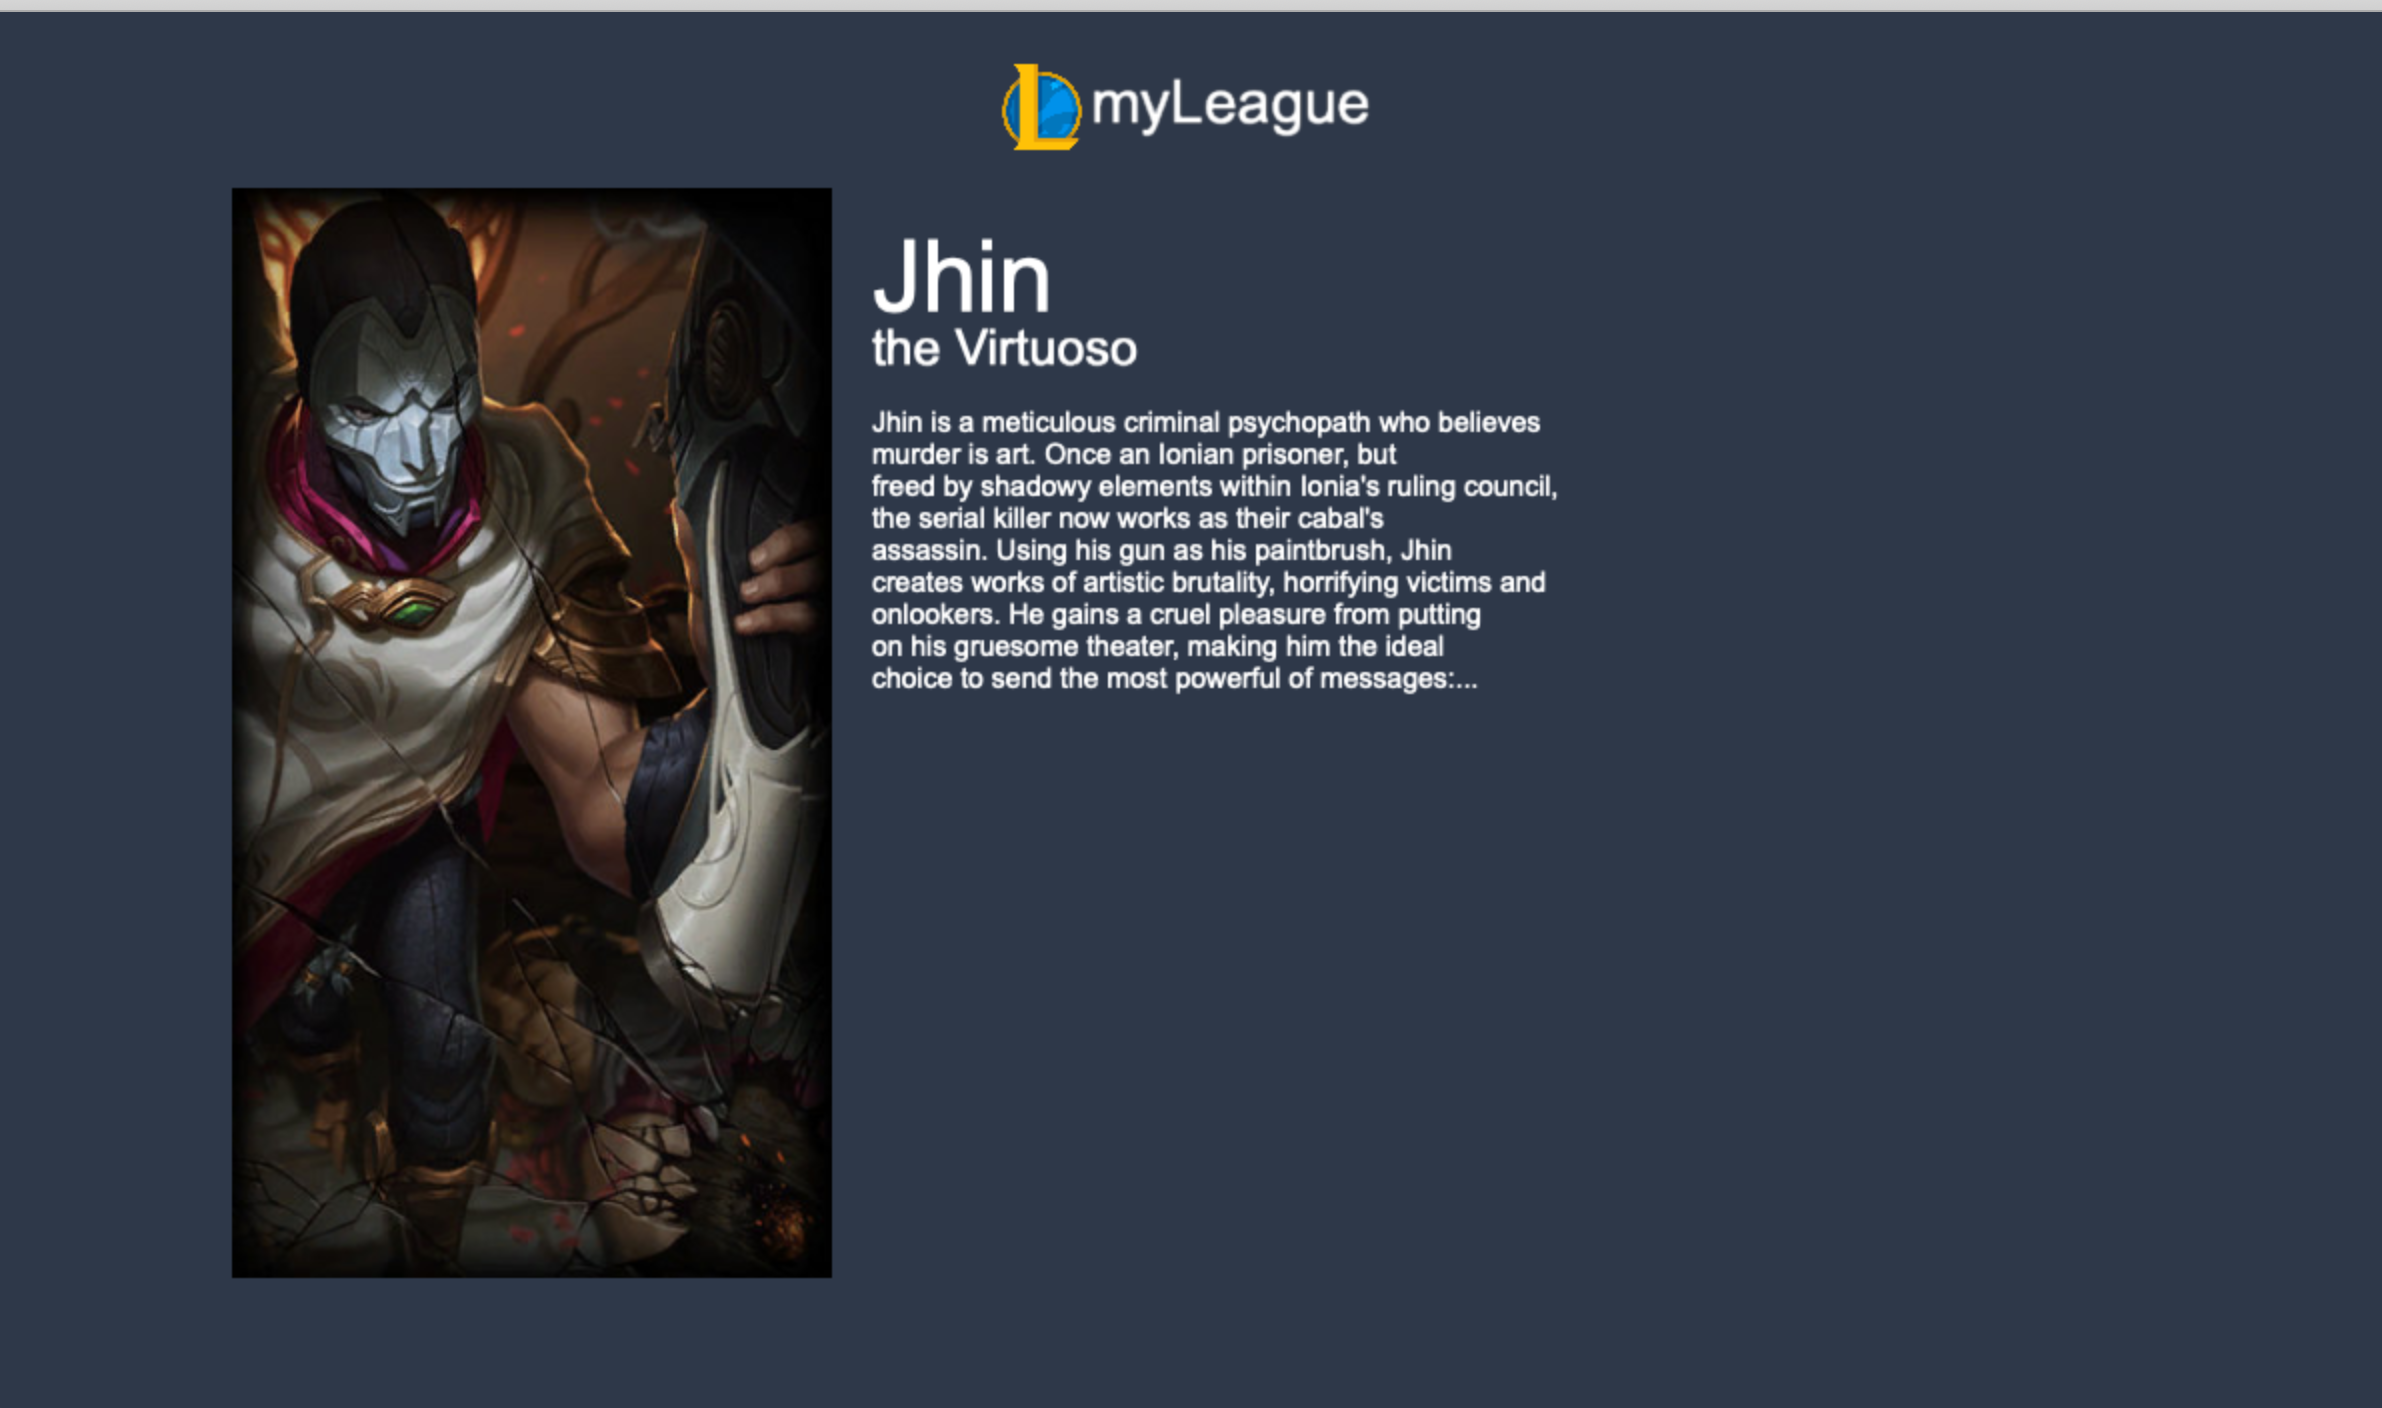 myLeague
Jhin
the Virtuoso
Jhin is a meticulous criminal psychopath who believes
murder is art. Once an Ionian prisoner, but
freed by shadowy elements within Ionia's ruling council,
the serial killer now works as their cabal's
assassin. Using his gun as his paintbrush, Jhin
creates works of artistic brutality, horrifying victims and
onlookers. He gains a cruel pleasure from putting
on his gruesome theater, making him the ideal
choice to send the most powerful of messages:...